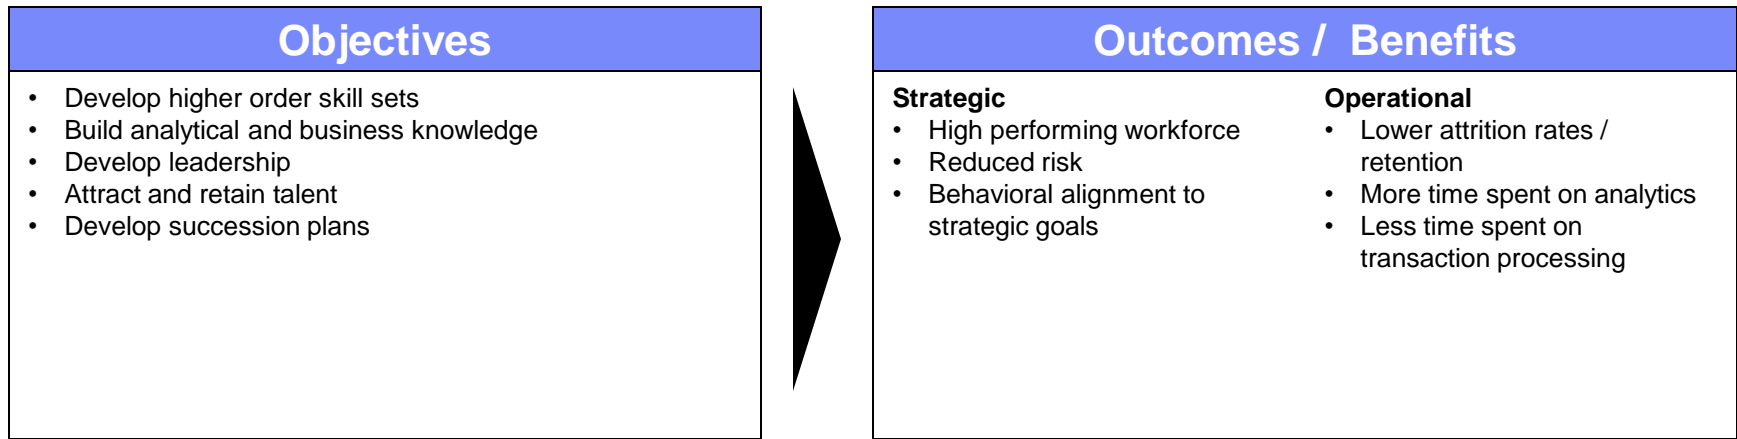 Objectives
• Develop higher order skill sets
• Build analytical and business knowledge
• Develop leadership
• Attract and retain talent
• Develop succession plans
Outcomes / Benefits
Strategic
• High performing workforce
• Reduced risk
• Behavioral alignment to
strategic goals
Operational
• Lower attrition rates /
retention
• More time spent on analytics
• Less time spent on
transaction processing